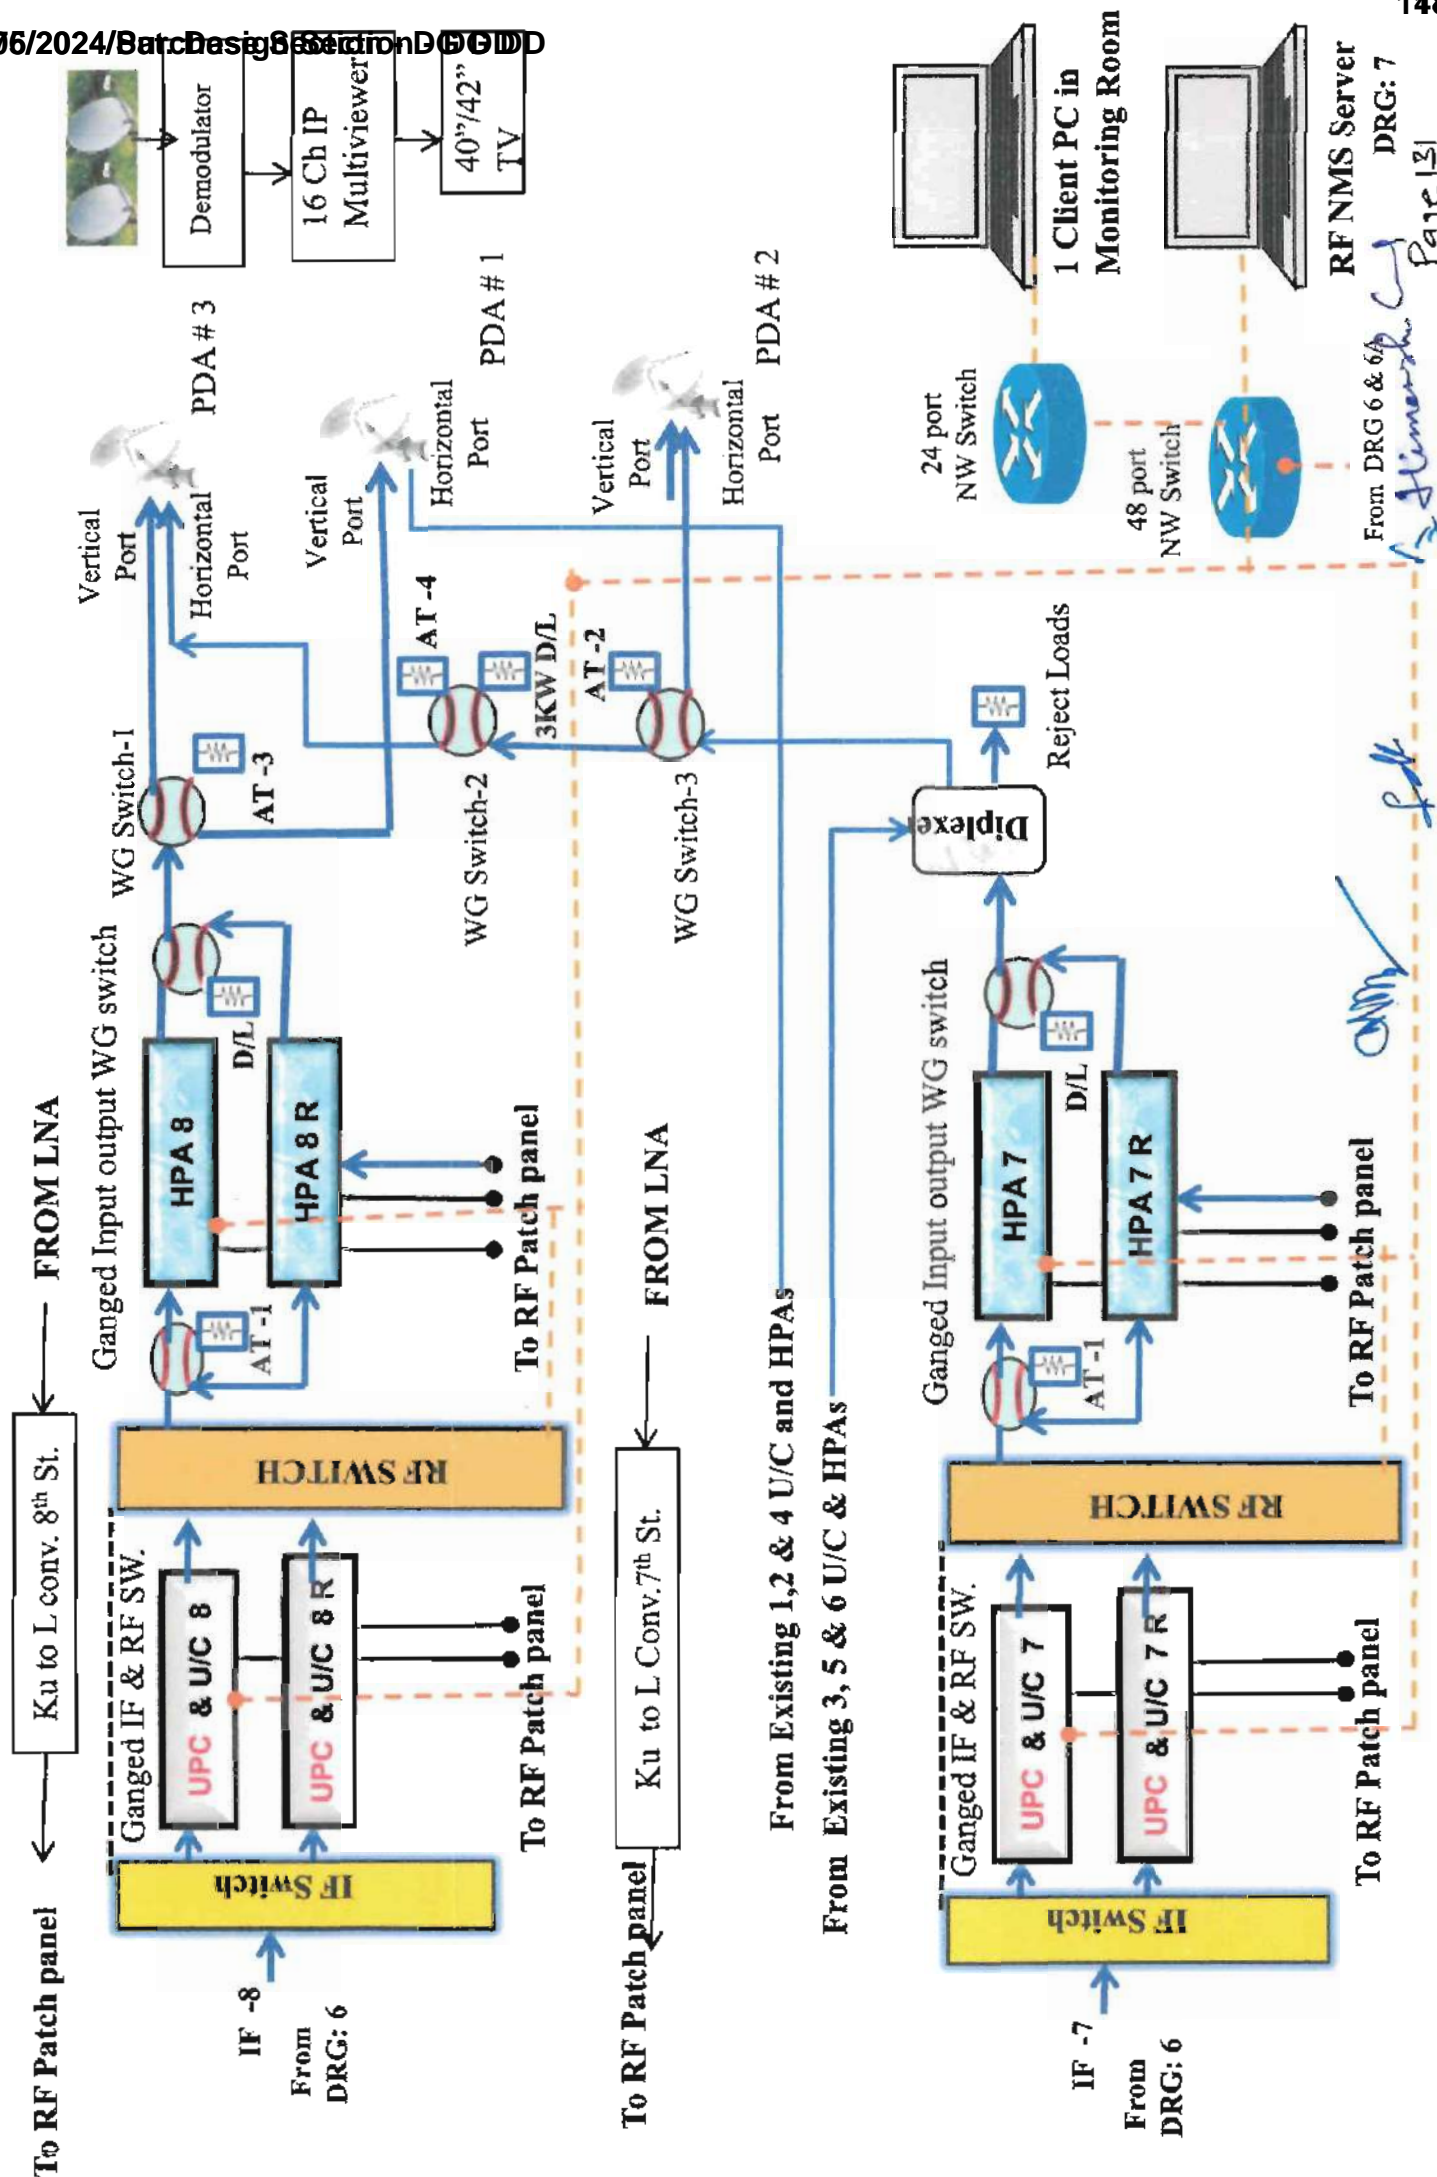 06/2024/Sat. Design Section - DG DD
148
To RF Patch panel
Ku to L conv. 8th St.
FROM LNA
Ganged IF & RF SW.
Ganged Input output WG switch
WG Switch-1
Vertical
Port
Horizontal
Port
PDA # 3
Demodulator
16 Ch IP
Multiviewer
40”/42”
TV
IF -8
From
DRG: 6
IF Switch
UPC & U/C 8
UPC & U/C 8 R
RF SWITCH
AT -1
HPA 8
HPA 8 R
D/L
AT -3
To RF Patch panel
To RF Patch panel
Vertical
Port
Horizontal
Port
PDA # 1
AT -4
3KW D/L
WG Switch-2
AT -2
WG Switch-3
Vertical
Port
Horizontal
Port
PDA # 2
To RF Patch panel
Ku to L Conv.7th St.
FROM LNA
From Existing 1,2 & 4 U/C and HPAs
From Existing 3, 5 & 6 U/C & HPAs
Diplexer
Reject Loads
Ganged IF & RF SW.
Ganged Input output WG switch
IF -7
From
DRG: 6
IF Switch
UPC & U/C 7
UPC & U/C 7 R
RF SWITCH
AT -1
HPA 7
HPA 7 R
D/L
To RF Patch panel
To RF Patch panel
24 port
NW Switch
48 port
NW Switch
1 Client PC in
Monitoring Room
RF NMS Server
From DRG 6 & 6A
DRG: 7
Page 131